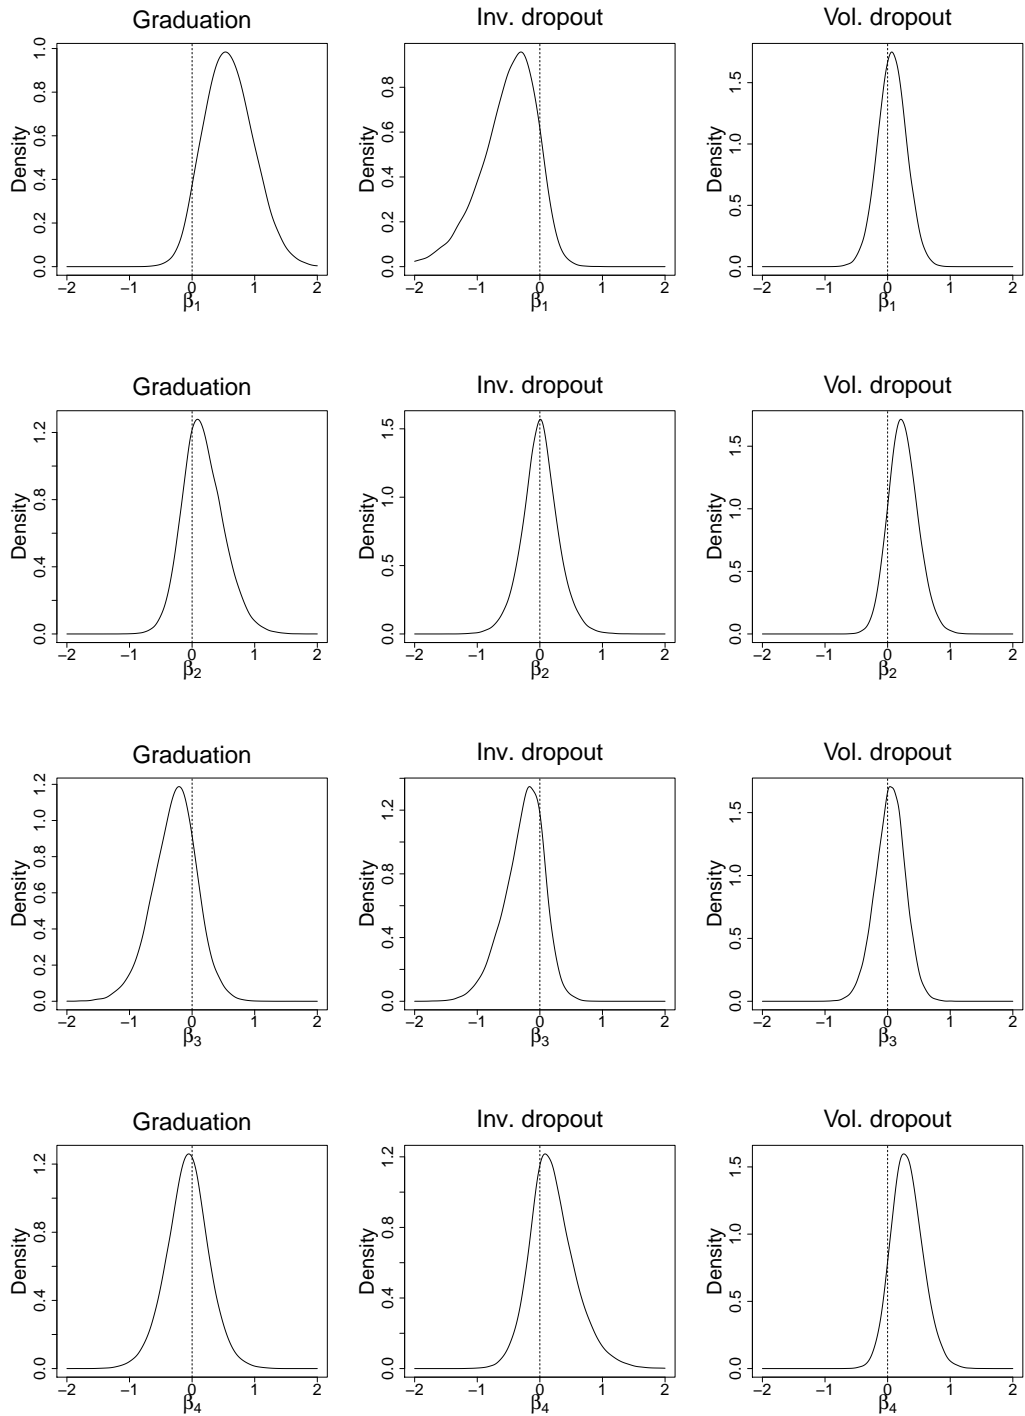 Graduation
Density
0.0 0.2 0.4 0.6 0.8 1.0
−2 −1 0 1 2
β1
Inv. dropout
Density
0.0 0.2 0.4 0.6 0.8
−2 −1 0 1 2
β1
Vol. dropout
Density
0.0 0.5 1.0 1.5
−2 −1 0 1 2
β1
Graduation
Density
0.0 0.4 0.8 1.2
−2 −1 0 1 2
β2
Inv. dropout
Density
0.0 0.5 1.0 1.5
−2 −1 0 1 2
β2
Vol. dropout
Density
0.0 0.5 1.0 1.5
−2 −1 0 1 2
β2
Graduation
Density
0.0 0.2 0.4 0.6 0.8 1.0 1.2
−2 −1 0 1 2
β3
Inv. dropout
Density
0.0 0.4 0.8 1.2
−2 −1 0 1 2
β3
Vol. dropout
Density
0.0 0.5 1.0 1.5
−2 −1 0 1 2
β3
Graduation
Density
0.0 0.4 0.8 1.2
−2 −1 0 1 2
β4
Inv. dropout
Density
0.0 0.4 0.8 1.2
−2 −1 0 1 2
β4
Vol. dropout
Density
0.0 0.5 1.0 1.5
−2 −1 0 1 2
β4